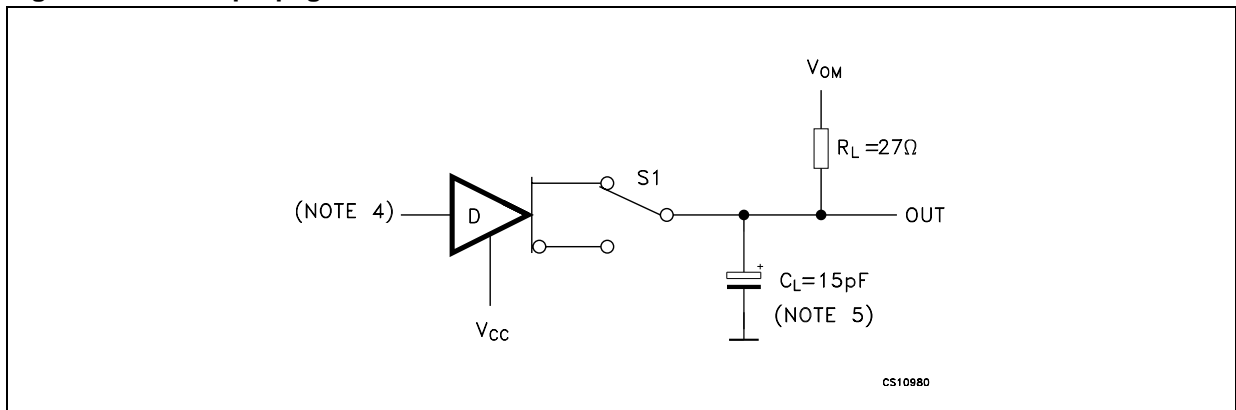 V_OM
R_L =27Ω
S1
(NOTE 4)
D
OUT
+
C_L=15pF
(NOTE 5)
V_CC
CS10980